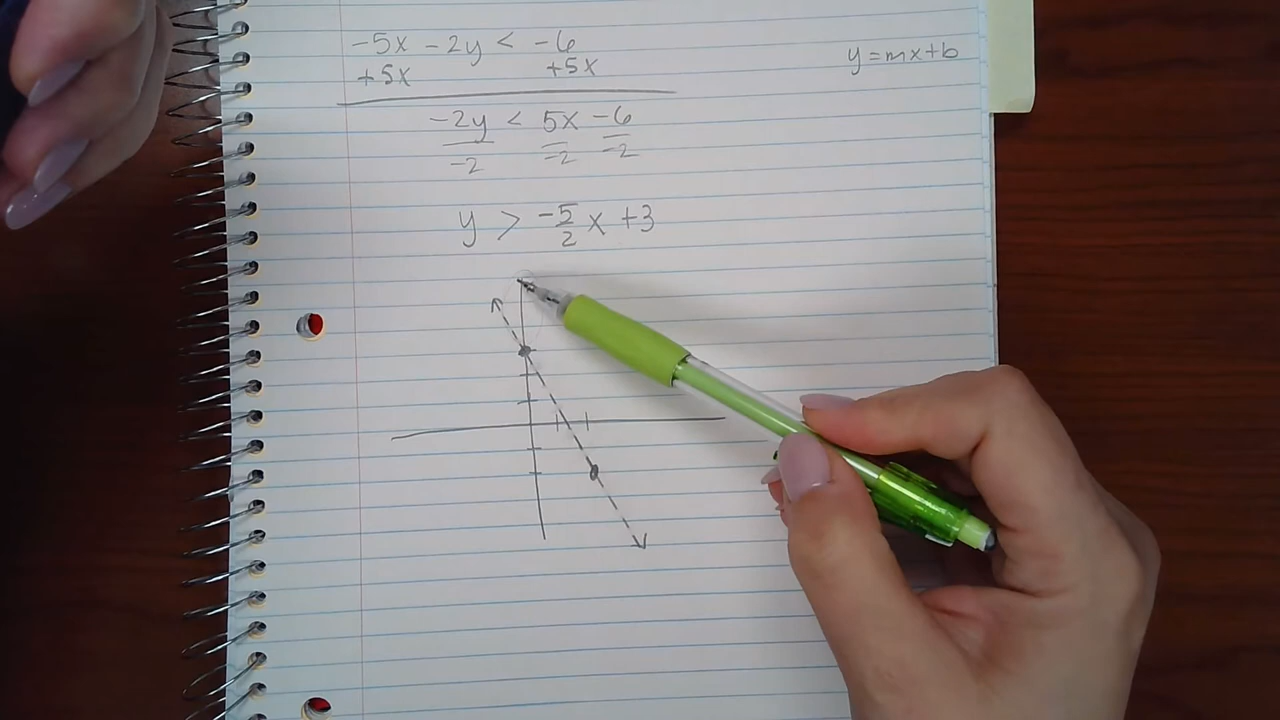 -5x - 2y < -6
y = mx + b
+5x +5x
-2y < 5x -6
-2 -2 -2
y > -5/2 x + 3